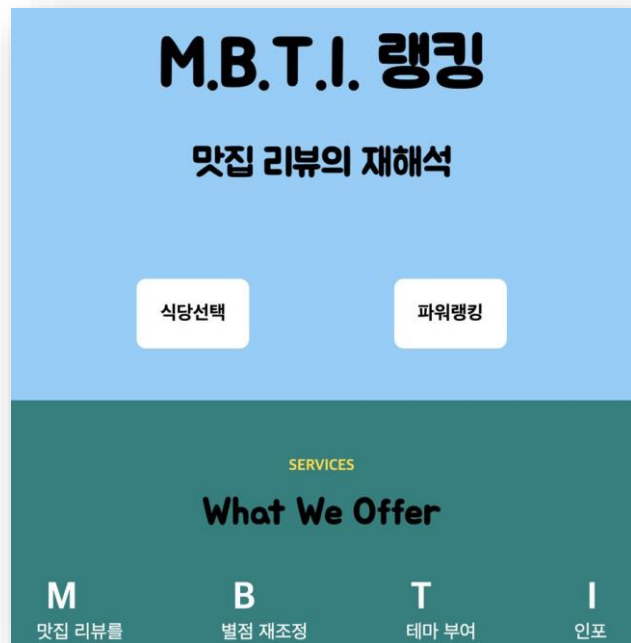 M.B.T.I. 랭킹
맛집 리뷰의 재해석
식당선택 파워랭킹
SERVICES
What We Offer
M B T I
맛집 리뷰를 별점 재조정 테마 부여 인포